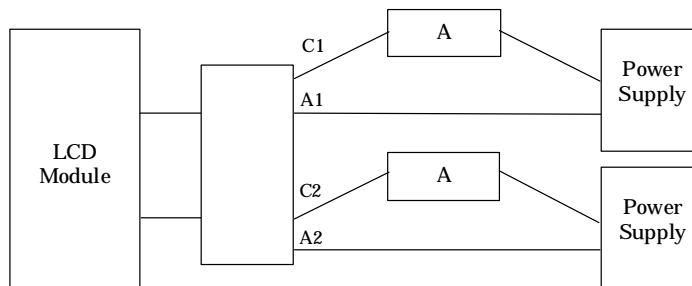 C1
A
Power
Supply
A1
LCD
Module
A
C2
Power
Supply
A2